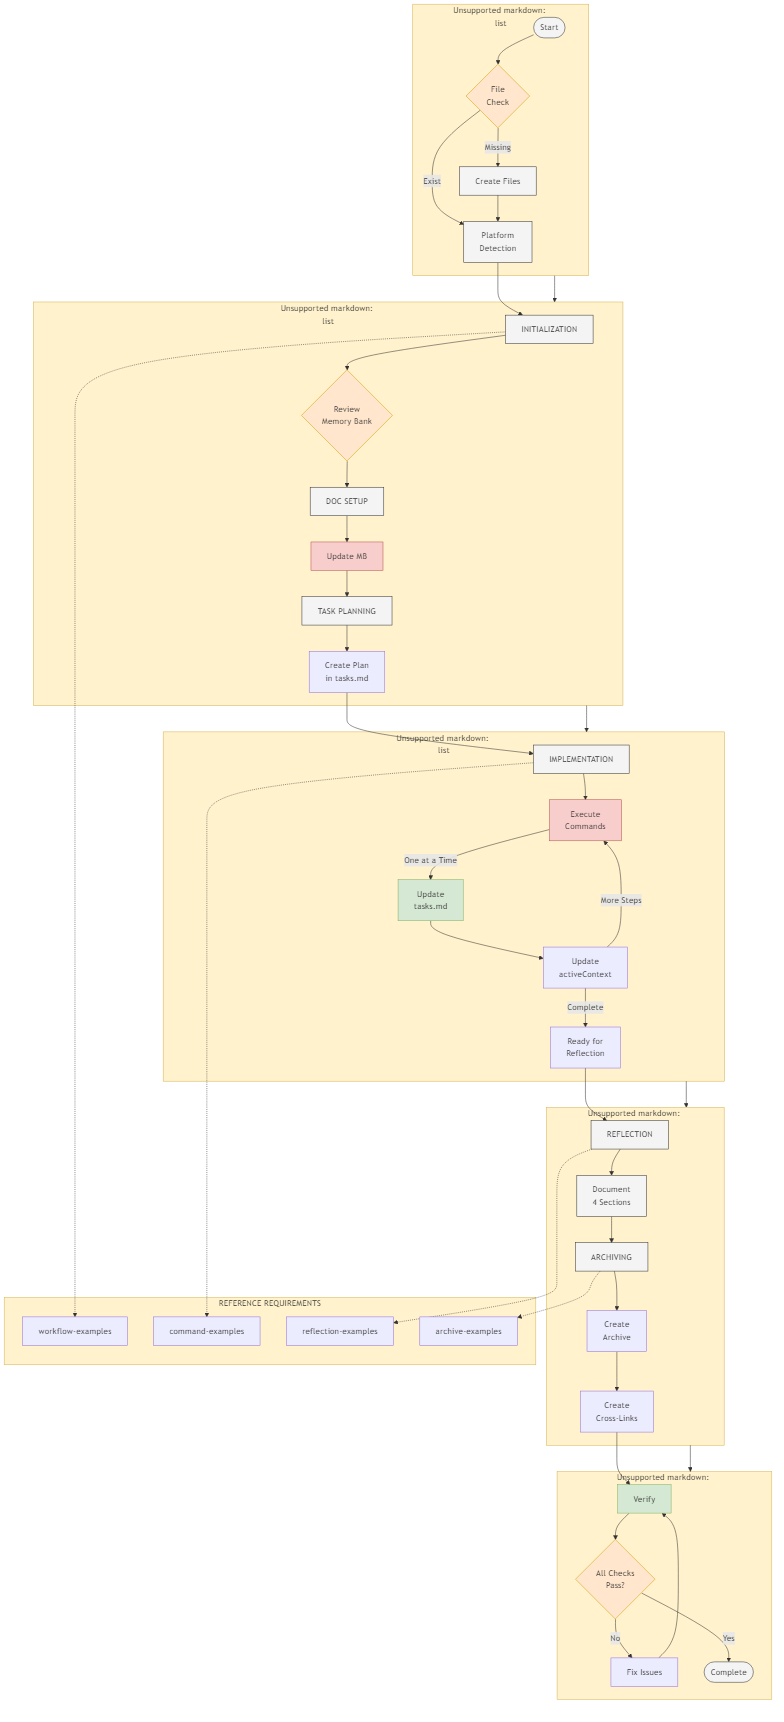 Unsupported markdown:
list
Start
File
Check
Missing
Exist
Create Files
Platform
Detection
Unsupported markdown:
list
INITIALIZATION
Review
Memory Bank
DOC SETUP
Update MB
TASK PLANNING
Create Plan
in tasks.md
Unsupported markdown:
list
IMPLEMENTATION
Execute
Commands
One at a Time
Update
tasks.md
More Steps
Update
activeContext
Complete
Ready for
Reflection
Unsupported markdown:
REFLECTION
Document
4 Sections
ARCHIVING
REFERENCE REQUIREMENTS
workflow-examples
command-examples
reflection-examples
archive-examples
Create
Archive
Create
Cross-Links
Unsupported markdown:
Verify
All Checks
Pass?
No
Yes
Fix Issues
Complete